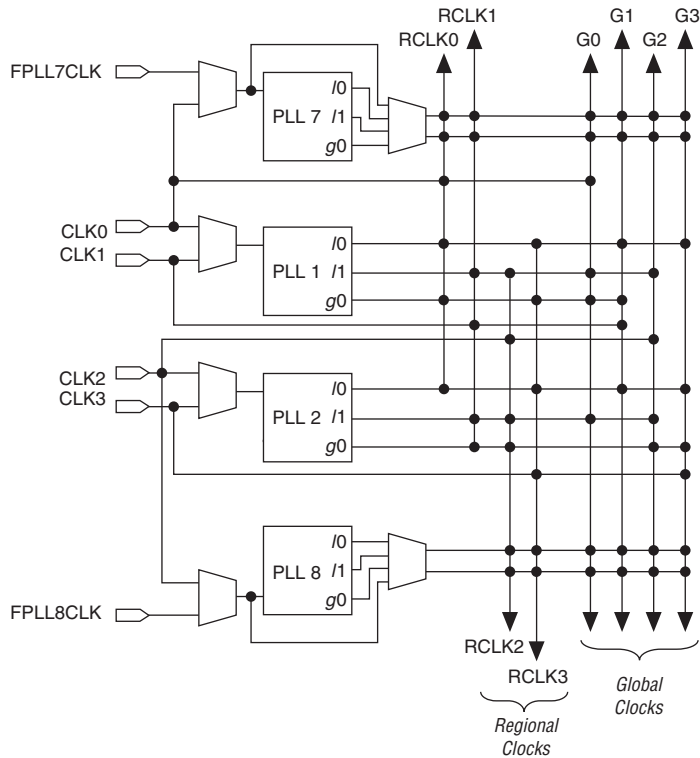 RCLK1
RCLK0
G1
G3
G0
G2
FPLL7CLK
PLL 7
l0
l1
g0
CLK0
CLK1
PLL 1
l0
l1
g0
CLK2
CLK3
PLL 2
l0
l1
g0
PLL 8
l0
l1
g0
FPLL8CLK
RCLK2
RCLK3
Regional
Clocks
Global
Clocks